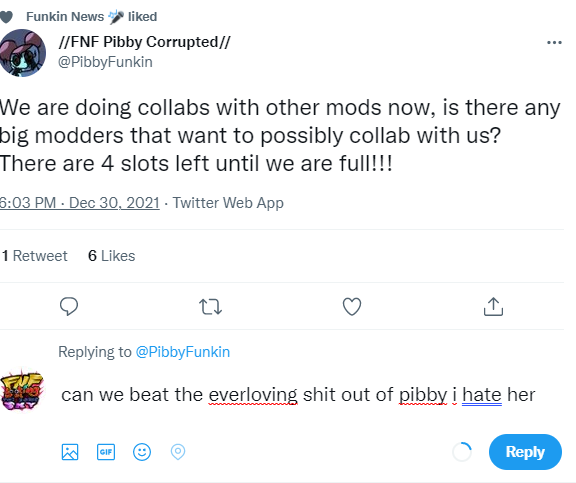 Funkin News 🎤 liked
//FNF Pibby Corrupted//
@PibbyFunkin
We are doing collabs with other mods now, is there any
big modders that want to possibly collab with us?
There are 4 slots left until we are full!!!
6:03 PM · Dec 30, 2021 · Twitter Web App
1 Retweet 6 Likes
Replying to @PibbyFunkin
FNF
can we beat the everloving shit out of pibby i hate her
GIF
Reply